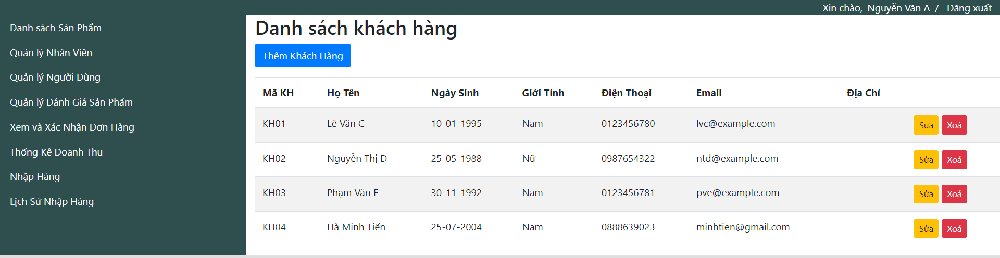 Xin chào, Nguyễn Văn A / Đăng xuất
Danh sách Sản Phẩm
Quản lý Nhân Viên
Quản lý Người Dùng
Quản lý Đánh Giá Sản Phẩm
Xem và Xác Nhận Đơn Hàng
Thống Kê Doanh Thu
Nhập Hàng
Lịch Sử Nhập Hàng
Danh sách khách hàng
Thêm Khách Hàng
Mã KH Họ Tên Ngày Sinh Giới Tính Điện Thoại Email Địa Chỉ
KH01 Lê Văn C 10-01-1995 Nam 0123456780 lvc@example.com Sửa Xoá
KH02 Nguyễn Thị D 25-05-1988 Nữ 0987654322 ntd@example.com Sửa Xoá
KH03 Phạm Văn E 30-11-1992 Nam 0123456781 pve@example.com Sửa Xoá
KH04 Hà Minh Tiến 25-07-2004 Nam 0888639023 minhtien@gmail.com Sửa Xoá